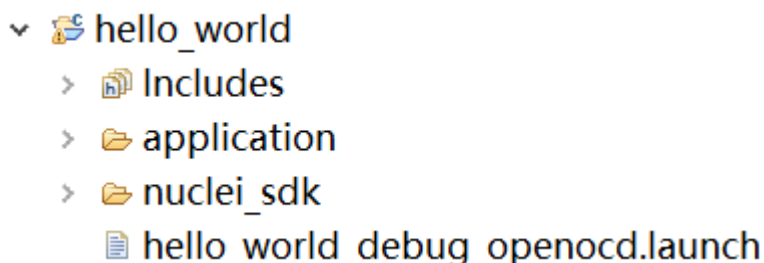 hello_world
Includes
application
nuclei_sdk
hello_world_debug_openocd.launch